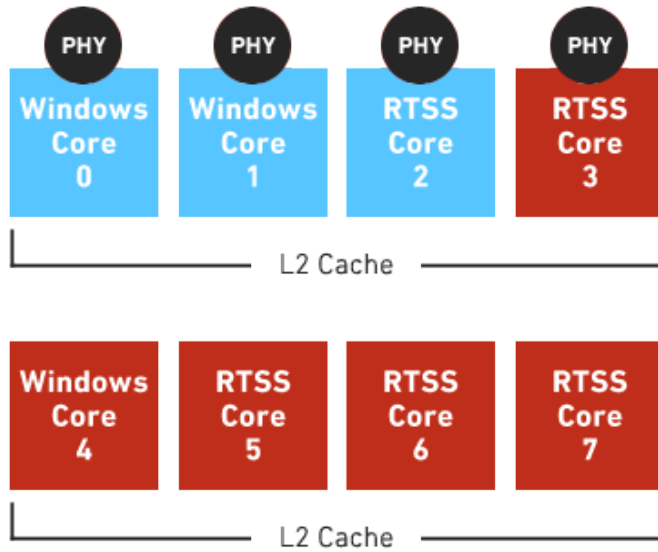 PHY PHY PHY PHY
Windows Windows RTSS RTSS
Core Core Core Core
0 1 2 3
L2 Cache
Windows RTSS RTSS RTSS
Core Core Core Core
4 5 6 7
L2 Cache